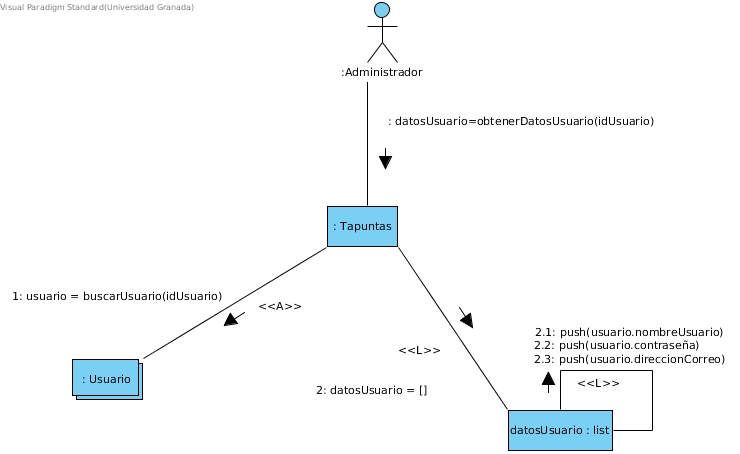 Visual Paradigm Standard(Universidad Granada)
:Administrador
: datosUsuario=obtenerDatosUsuario(idUsuario)
: Tapuntas
1: usuario = buscarUsuario(idUsuario)
<<A>>
<<L>>
2: datosUsuario = []
: Usuario
2.1: push(usuario.nombreUsuario)
2.2: push(usuario.contraseña)
2.3: push(usuario.direccionCorreo)
<<L>>
datosUsuario : list